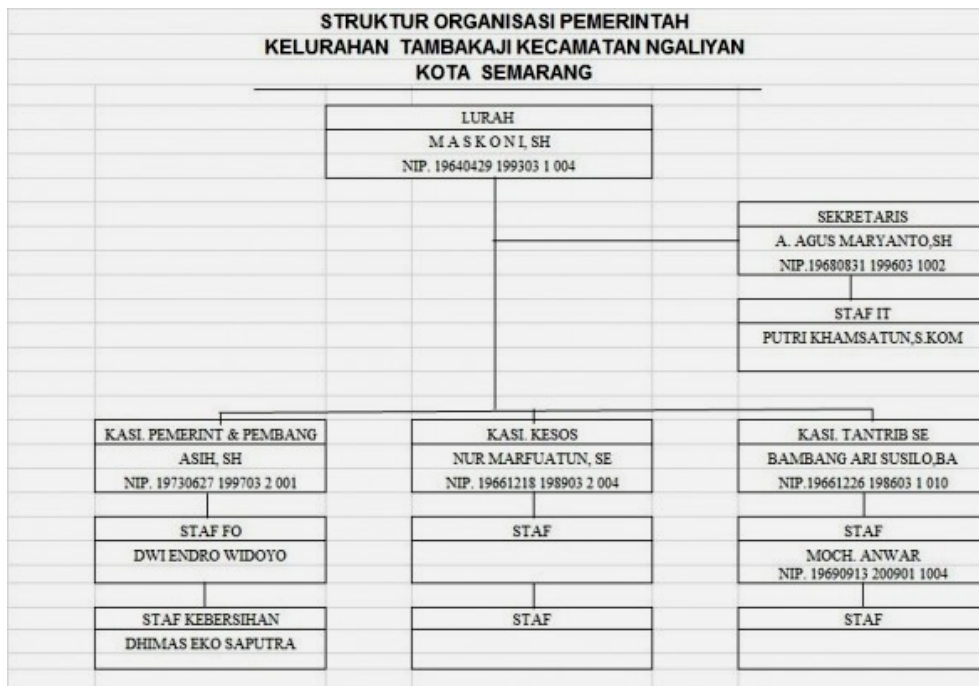 STRUKTUR ORGANISASI PEMERINTAH
KELURAHAN TAMBAKAJI KECAMATAN NGALIYAN
KOTA SEMARANG
LURAH
M A S K O N I, SH
NIP. 19640429 199303 1 004
SEKRETARIS
A. AGUS MARYANTO,SH
NIP.19680831 199603 1002
STAF IT
PUTRI KHAMSATUN,S.KOM
KASI. PEMERINT & PEMBANG
ASIH, SH
NIP. 19730627 199703 2 001
STAF FO
DWI ENDRO WIDOYO
STAF KEBERSIHAN
DHIMAS EKO SAPUTRA
KASI. KESOS
NUR MARFUATUN, SE
NIP. 19661218 198903 2 004
STAF
STAF
KASI. TANTRIB SE
BAMBANG ARI SUSILO,BA
NIP.19661226 198603 1 010
STAF
MOCH. ANWAR
NIP. 19690913 200901 1004
STAF